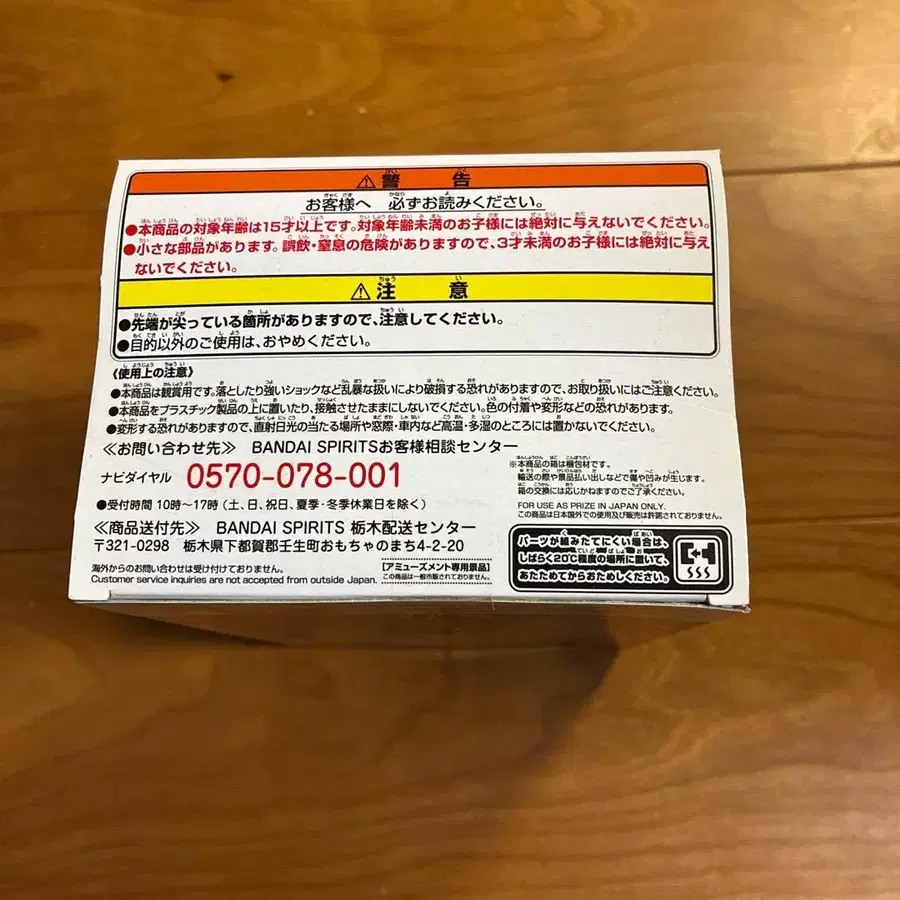 ⚠警 告
お客様へ 必ずお読みください。
●本商品の対象年齢は15才以上です。対象年齢未満のお子様には絶対に与えないでください。
●小さな部品があります。誤飲・窒息の危険がありますので、3才未満のお子様には絶対に与え
ないでください。
⚠注 意
●先端が尖っている箇所がありますので、注意してください。
●目的以外のご使用は、おやめください。
《使用上の注意》
●本商品は観賞用です。落としたり強いショックなど乱暴な扱いにより破損する恐れがありますので、お取り扱いにはご注意ください。
●本商品をプラスチック製品の上に置いたり、接触させたままにしないでください。色の付着や変形などの恐れがあります。
●変形する恐れがありますので、直射日光の当たる場所や窓際・車内など高温・多湿のところには置かないでください。
≪お問い合わせ先≫ BANDAI SPIRITSお客様相談センター
ナビダイヤル 0570-078-001
●受付時間 10時〜17時(土、日、祝日、夏季・冬季休業日を除く)
≪商品送付先≫ BANDAI SPIRITS 栃木配送センター
〒321-0298 栃木県下都賀郡壬生町おもちゃのまち4-2-20
海外からのお問い合わせは受け付けておりません。
Customer service inquiries are not accepted from outside Japan.
【アミューズメント専用景品】
この商品は一般市販されておりません。
※本商品の箱は梱包材です。
輸送の際や景品払い出しなどで傷や凹みが生じます。
箱の交換には応じかねますのでご了承ください。
FOR USE AS PRIZE IN JAPAN ONLY.
この商品は日本国外での使用及び販売は許諾されておりません。
パーツが組みたてにくい場合は、
しばらく20℃程度の場所に置いて、
あたためてからおためしください。